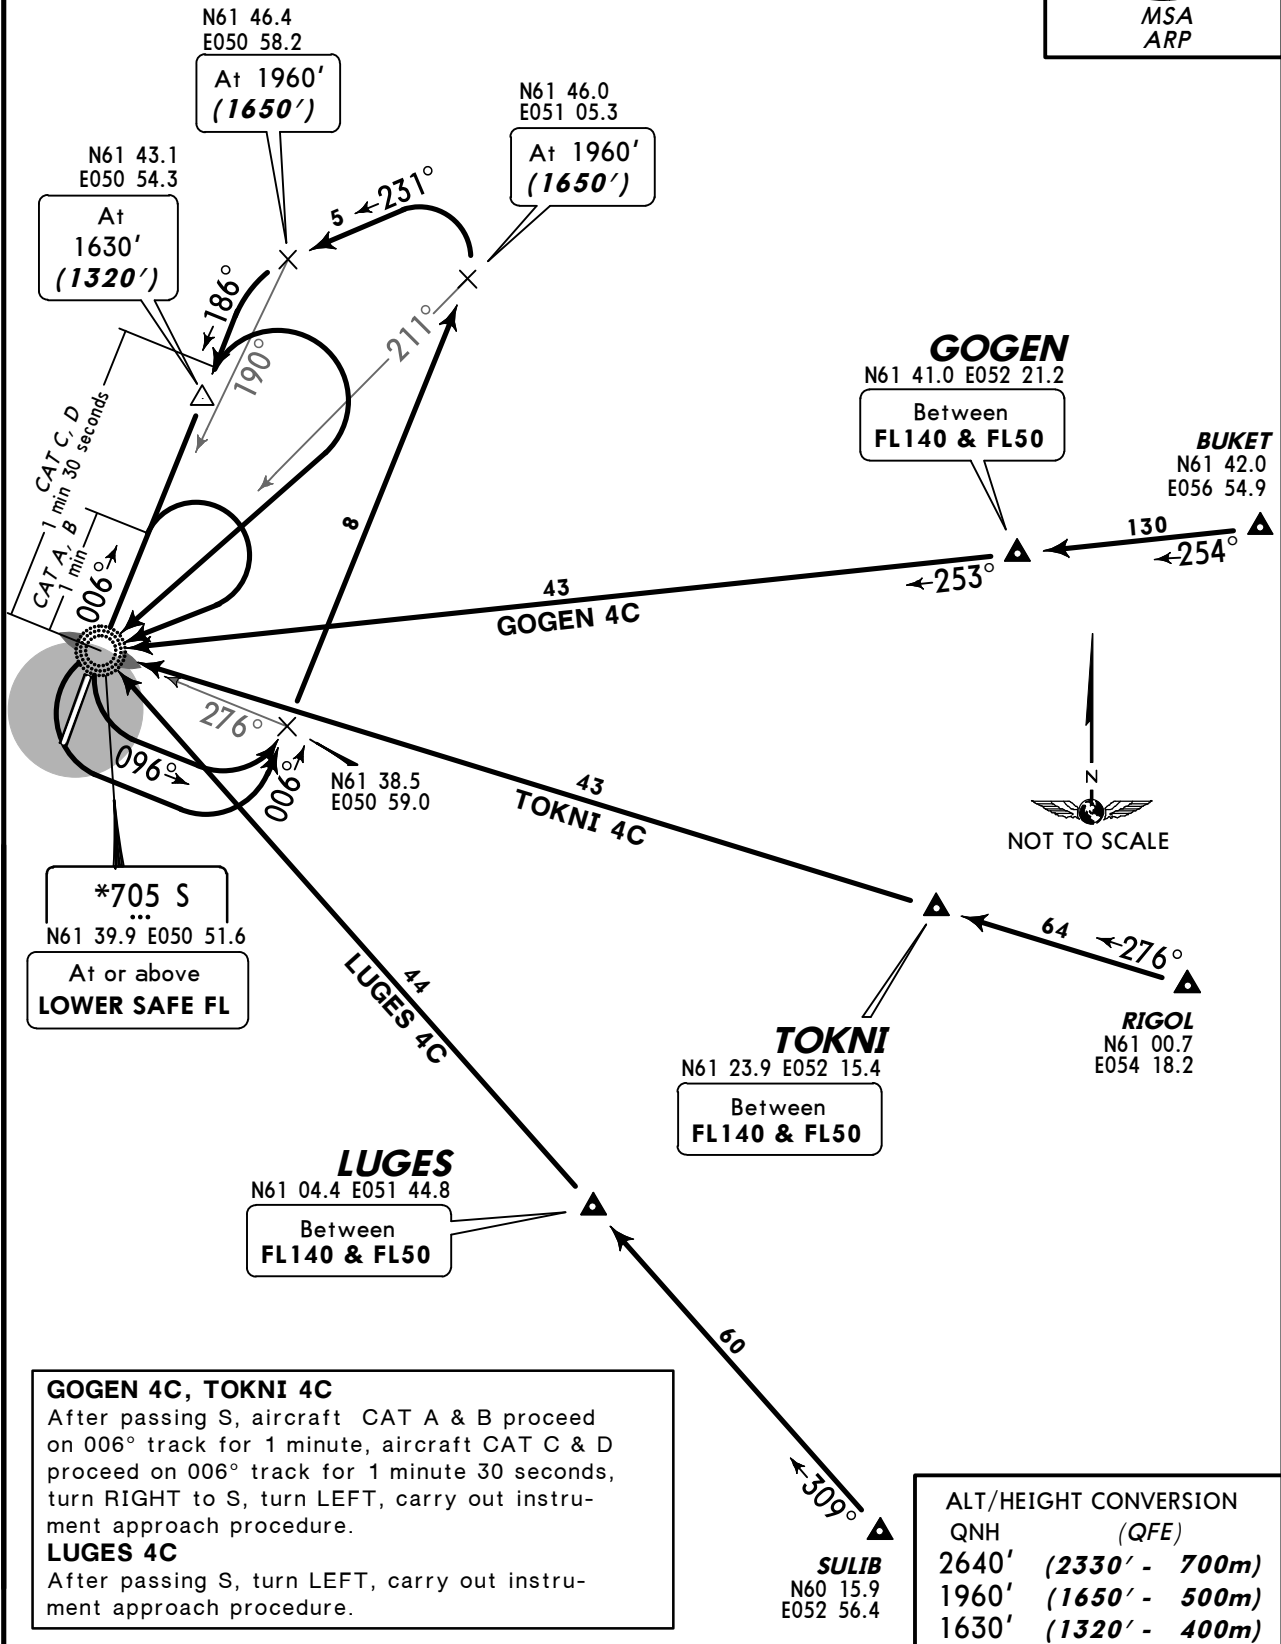 MSA
ARP
N61 46.4
E050 58.2
At 1960'
(1650')
N61 46.0
E051 05.3
At 1960'
(1650')
N61 43.1
E050 54.3
At
1630'
(1320')
5
231°
186°
190°
211°
CAT C, D
1 min 30 seconds
CAT A, B
1 min
006°
8
GOGEN
N61 41.0 E052 21.2
Between
FL140 & FL50
BUKET
N61 42.0
E056 54.9
130
254°
253°
43
GOGEN 4C
276°
096°
006°
N61 38.5
E050 59.0
43
TOKNI 4C
N
NOT TO SCALE
*705 S
N61 39.9 E050 51.6
At or above
LOWER SAFE FL
44
LUGES 4C
64
276°
RIGOL
N61 00.7
E054 18.2
TOKNI
N61 23.9 E052 15.4
Between
FL140 & FL50
LUGES
N61 04.4 E051 44.8
Between
FL140 & FL50
60
309°
SULIB
N60 15.9
E052 56.4
GOGEN 4C, TOKNI 4C
After passing S, aircraft CAT A & B proceed
on 006° track for 1 minute, aircraft CAT C & D
proceed on 006° track for 1 minute 30 seconds,
turn RIGHT to S, turn LEFT, carry out instru-
ment approach procedure.
LUGES 4C
After passing S, turn LEFT, carry out instru-
ment approach procedure.
ALT/HEIGHT CONVERSION
QNH (QFE)
2640' (2330' - 700m)
1960' (1650' - 500m)
1630' (1320' - 400m)